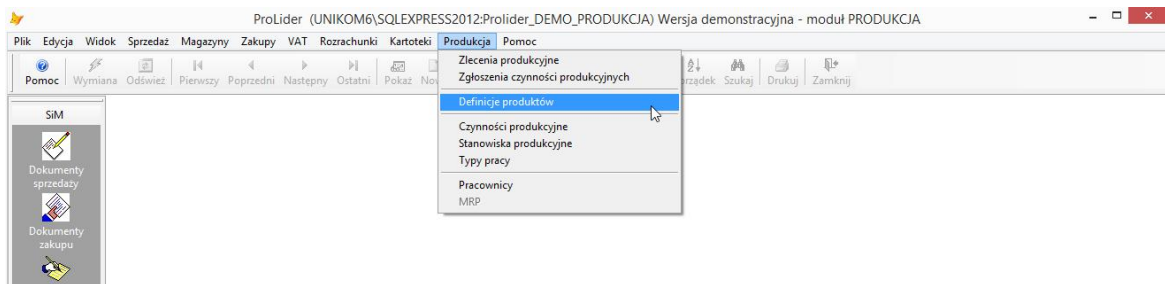 ProLider (UNIKOM6\SQLEXPRESS2012:Prolider_DEMO_PRODUKCJA) Wersja demonstracyjna - moduł PRODUKCJA
Plik Edycja Widok Sprzedaż Magazyny Zakupy VAT Rozrachunki Kartoteki Produkcja Pomoc
Pomoc Wymiana Odśwież Pierwszy Poprzedni Następny Ostatni Pokaż Szukaj Drukuj Zamknij
Zlecenia produkcyjne
Zgłoszenia czynności produkcyjnych
Definicje produktów
Czynności produkcyjne
Stanowiska produkcyjne
Typy pracy
Pracownicy
MRP
SiM
Dokumenty
sprzedaży
Dokumenty
zakupu